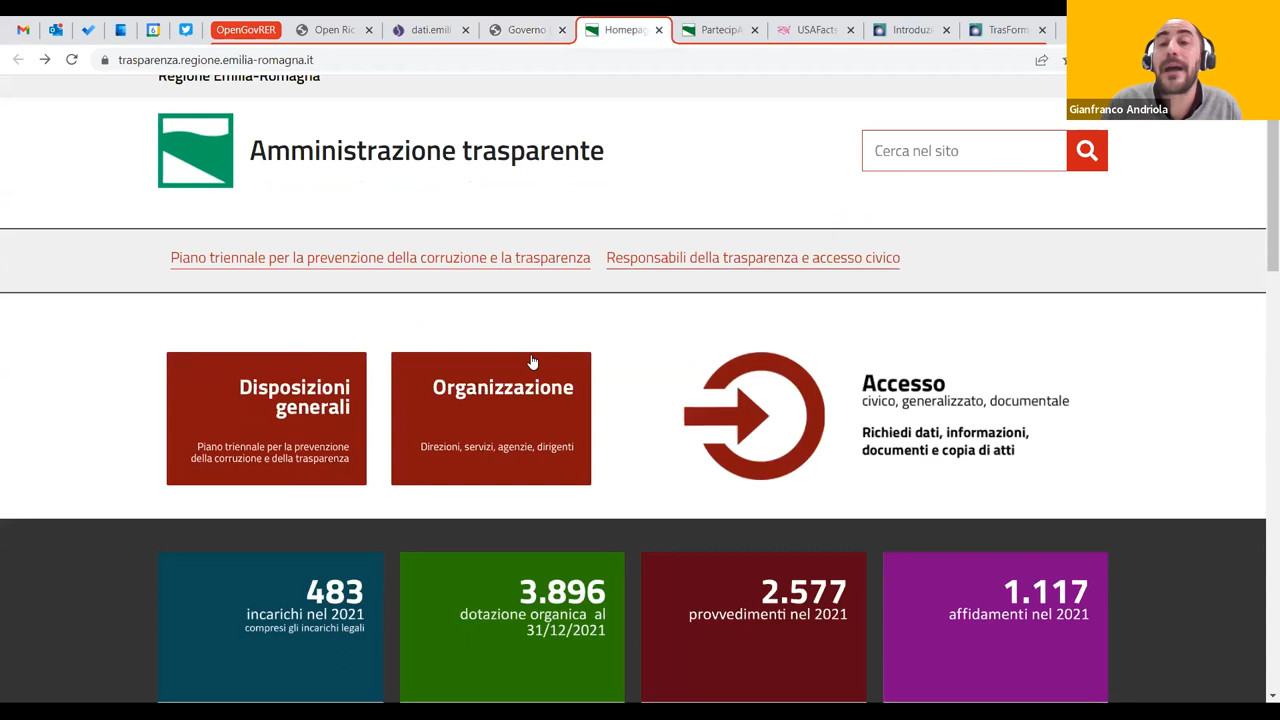 OpenGovRER
Open Ric
dati.emili
Governo
Homepag
PartecipA
USAFacts
Introduzi
TrasForm
trasparenza.regione.emilia-romagna.it
Regione Emilia-Romagna
Gianfranco Andriola
Amministrazione trasparente
Cerca nel sito
Piano triennale per la prevenzione della corruzione e la trasparenza
Responsabili della trasparenza e accesso civico
Disposizioni
generali
Piano triennale per la prevenzione
della corruzione e della trasparenza
Organizzazione
Direzioni, servizi, agenzie, dirigenti
Accesso
civico, generalizzato, documentale
Richiedi dati, informazioni,
documenti e copia di atti
483
incarichi nel 2021
compresi gli incarichi legali
3.896
dotazione organica al
31/12/2021
2.577
provvedimenti nel 2021
1.117
affidamenti nel 2021